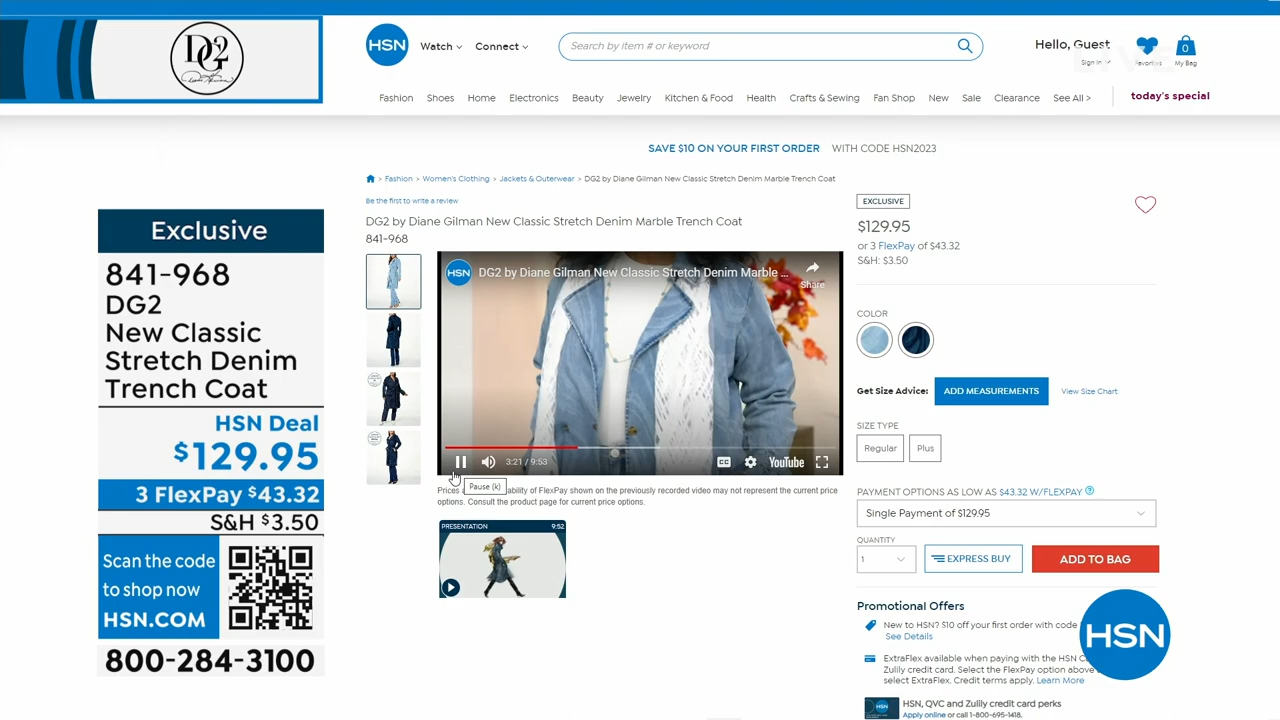 DG2
HSN
Watch
Connect
Search by item # or keyword
Hello, Guest
Sign In
Favorites
0
My Bag
Fashion
Shoes
Home
Electronics
Beauty
Jewelry
Kitchen & Food
Health
Crafts & Sewing
Fan Shop
New
Sale
Clearance
See All >
today's special
SAVE $10 ON YOUR FIRST ORDER WITH CODE HSN2023
> Fashion > Women's Clothing > Jackets & Outerwear > DG2 by Diane Gilman New Classic Stretch Denim Marble Trench Coat
Be the first to write a review
DG2 by Diane Gilman New Classic Stretch Denim Marble Trench Coat
841-968
Exclusive
841-968
DG2
New Classic
Stretch Denim
Trench Coat
HSN Deal
$129.95
3 FlexPay $43.32
S&H $3.50
Scan the code
to shop now
HSN.COM
800-284-3100
HSN
DG2 by Diane Gilman New Classic Stretch Denim Marble ...
Share
3:21 / 9:53
CC
YouTube
Pause (k)
Prices ability of FlexPay shown on the previously recorded video may not represent the current price
options. Consult the product page for current price options.
PRESENTATION
9:52
EXCLUSIVE
$129.95
or 3 FlexPay of $43.32
S&H: $3.50
COLOR
Get Size Advice:
ADD MEASUREMENTS
View Size Chart
SIZE TYPE
Regular
Plus
PAYMENT OPTIONS AS LOW AS $43.32 W/FLEXPAY
Single Payment of $129.95
QUANTITY
1
EXPRESS BUY
ADD TO BAG
Promotional Offers
New to HSN? $10 off your first order with code
See Details
ExtraFlex available when paying with the HSN
Zulily credit card. Select the FlexPay option above
select ExtraFlex. Credit terms apply. Learn More
HSN
HSN, QVC and Zulily credit card perks
Apply online or call 1-800-695-1418.
HSN